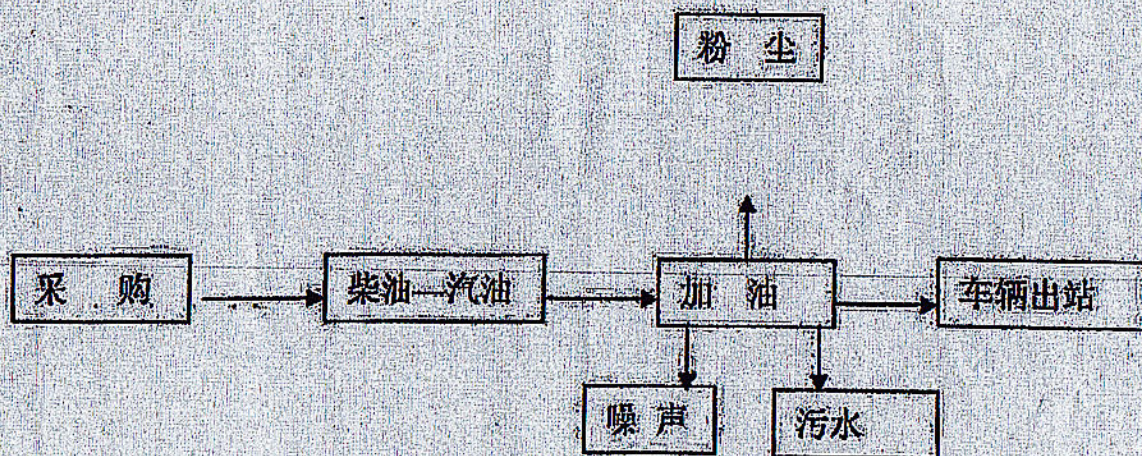 粉 尘
采 购
柴油—汽油
加 油
车辆出站
噪 声
污水